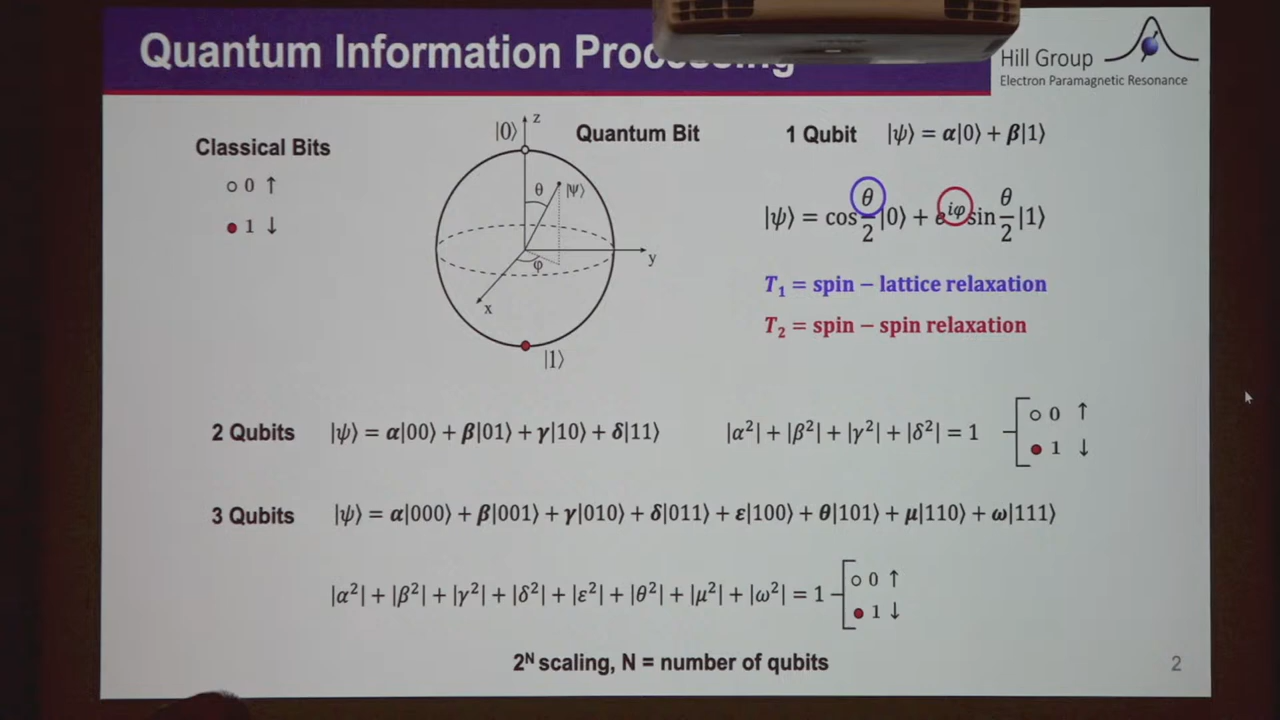 Quantum Information Processing
Hill Group
Electron Paramagnetic Resonance
Classical Bits
○ 0 ↑
● 1 ↓
|0⟩
z
Quantum Bit
θ
|Ψ⟩
y
φ
x
|1⟩
1 Qubit |ψ⟩ = α|0⟩ + β|1⟩
|ψ⟩ = cos θ/2 |0⟩ + e^{iφ} sin θ/2 |1⟩
T₁ = spin − lattice relaxation
T₂ = spin − spin relaxation
2 Qubits |ψ⟩ = α|00⟩ + β|01⟩ + γ|10⟩ + δ|11⟩ |α²| + |β²| + |γ²| + |δ²| = 1
○ 0 ↑
● 1 ↓
3 Qubits |ψ⟩ = α|000⟩ + β|001⟩ + γ|010⟩ + δ|011⟩ + ε|100⟩ + θ|101⟩ + μ|110⟩ + ω|111⟩
|α²| + |β²| + |γ²| + |δ²| + |ε²| + |θ²| + |μ²| + |ω²| = 1
○ 0 ↑
● 1 ↓
2ᴺ scaling, N = number of qubits
2